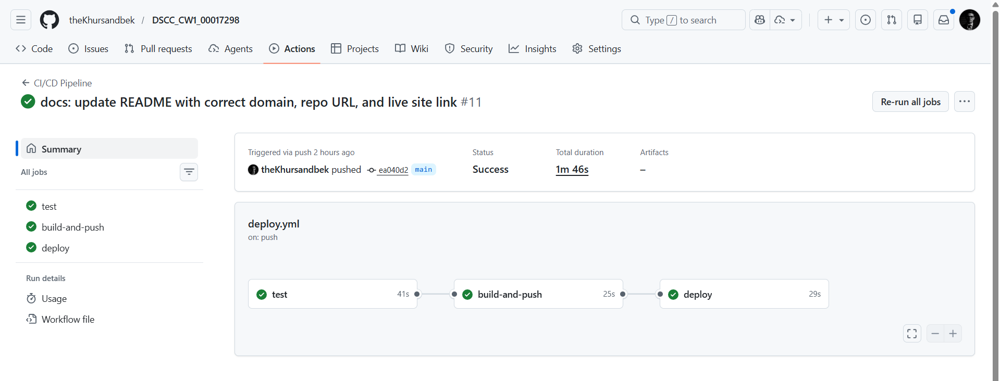 theKhursandbek / DSCC_CW1_00017298
Type / to search
Code Issues Pull requests Agents Actions Projects Wiki Security Insights Settings
← CI/CD Pipeline
docs: update README with correct domain, repo URL, and live site link #11
Re-run all jobs
Summary
All jobs
test
build-and-push
deploy
Run details
Usage
Workflow file
Triggered via push 2 hours ago
theKhursandbek pushed ea040d2 main
Status
Success
Total duration
1m 46s
Artifacts
–
deploy.yml
on: push
test 41s
build-and-push 25s
deploy 29s